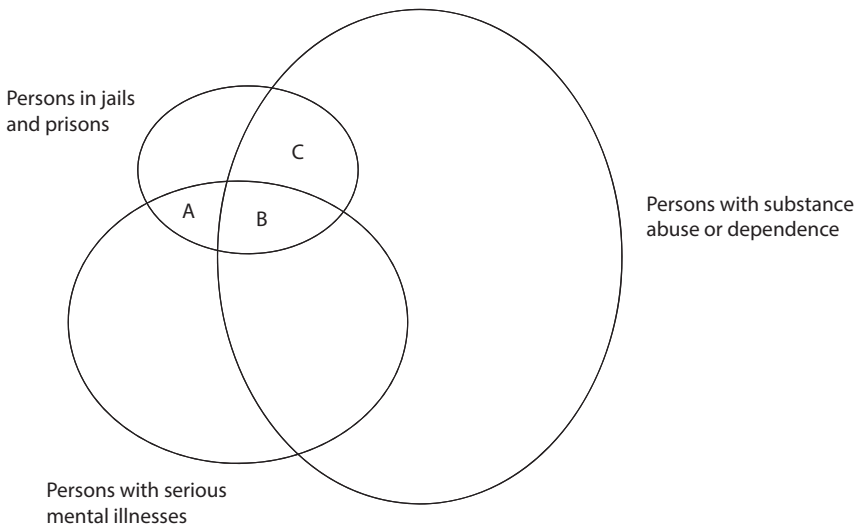 Persons in jails
and prisons
C
A
B
Persons with substance
abuse or dependence
Persons with serious
mental illnesses